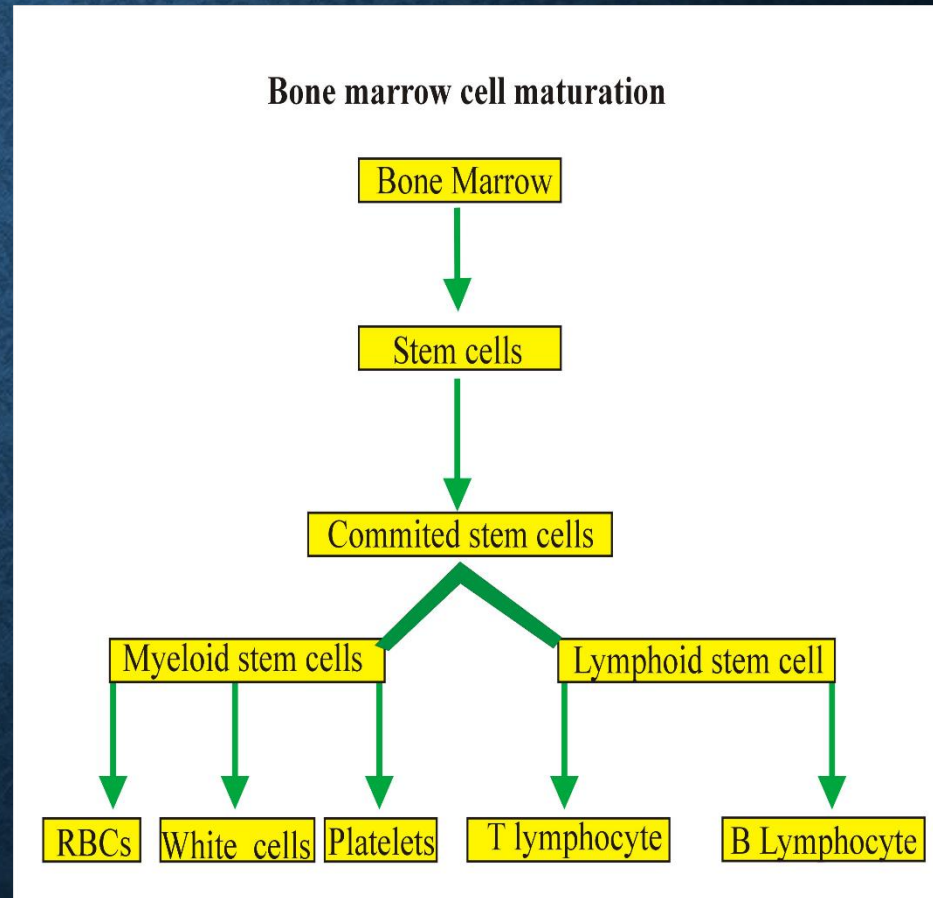 Bone marrow cell maturation
Bone Marrow
Stem cells
Commited stem cells
Myeloid stem cells
Lymphoid stem cell
RBCs
White cells
Platelets
T lymphocyte
B Lymphocyte